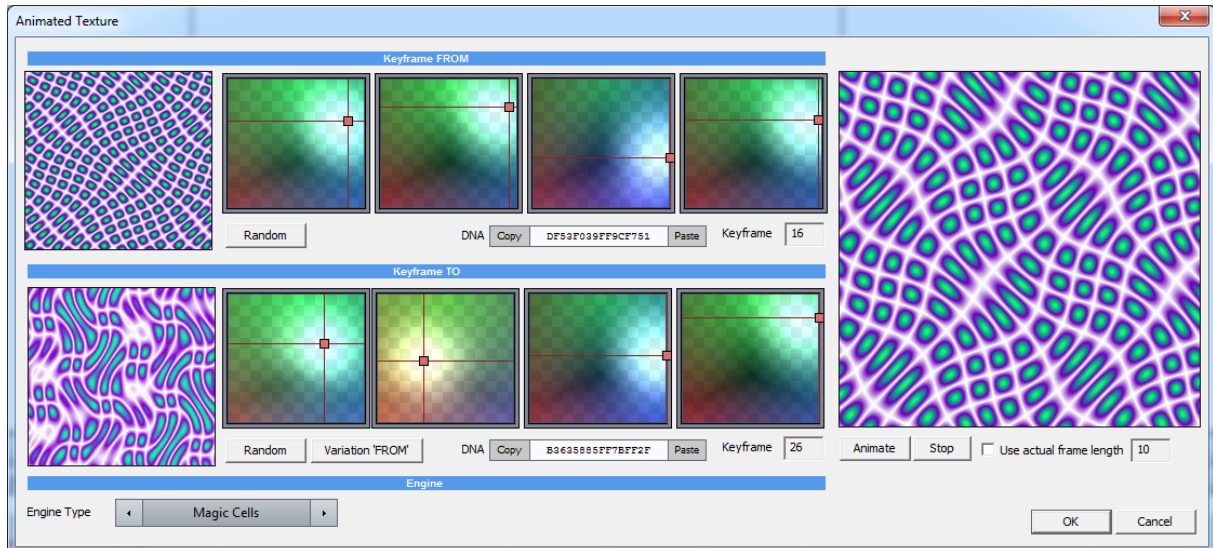 Animated Texture
Keyframe FROM
Random
DNA Copy DF53F039FF9CF751 Paste Keyframe 16
Keyframe TO
Random Variation 'FROM' DNA Copy B3635885FF7BFF2F Paste Keyframe 26
Animate Stop Use actual frame length 10
Engine
Engine Type Magic Cells
OK Cancel